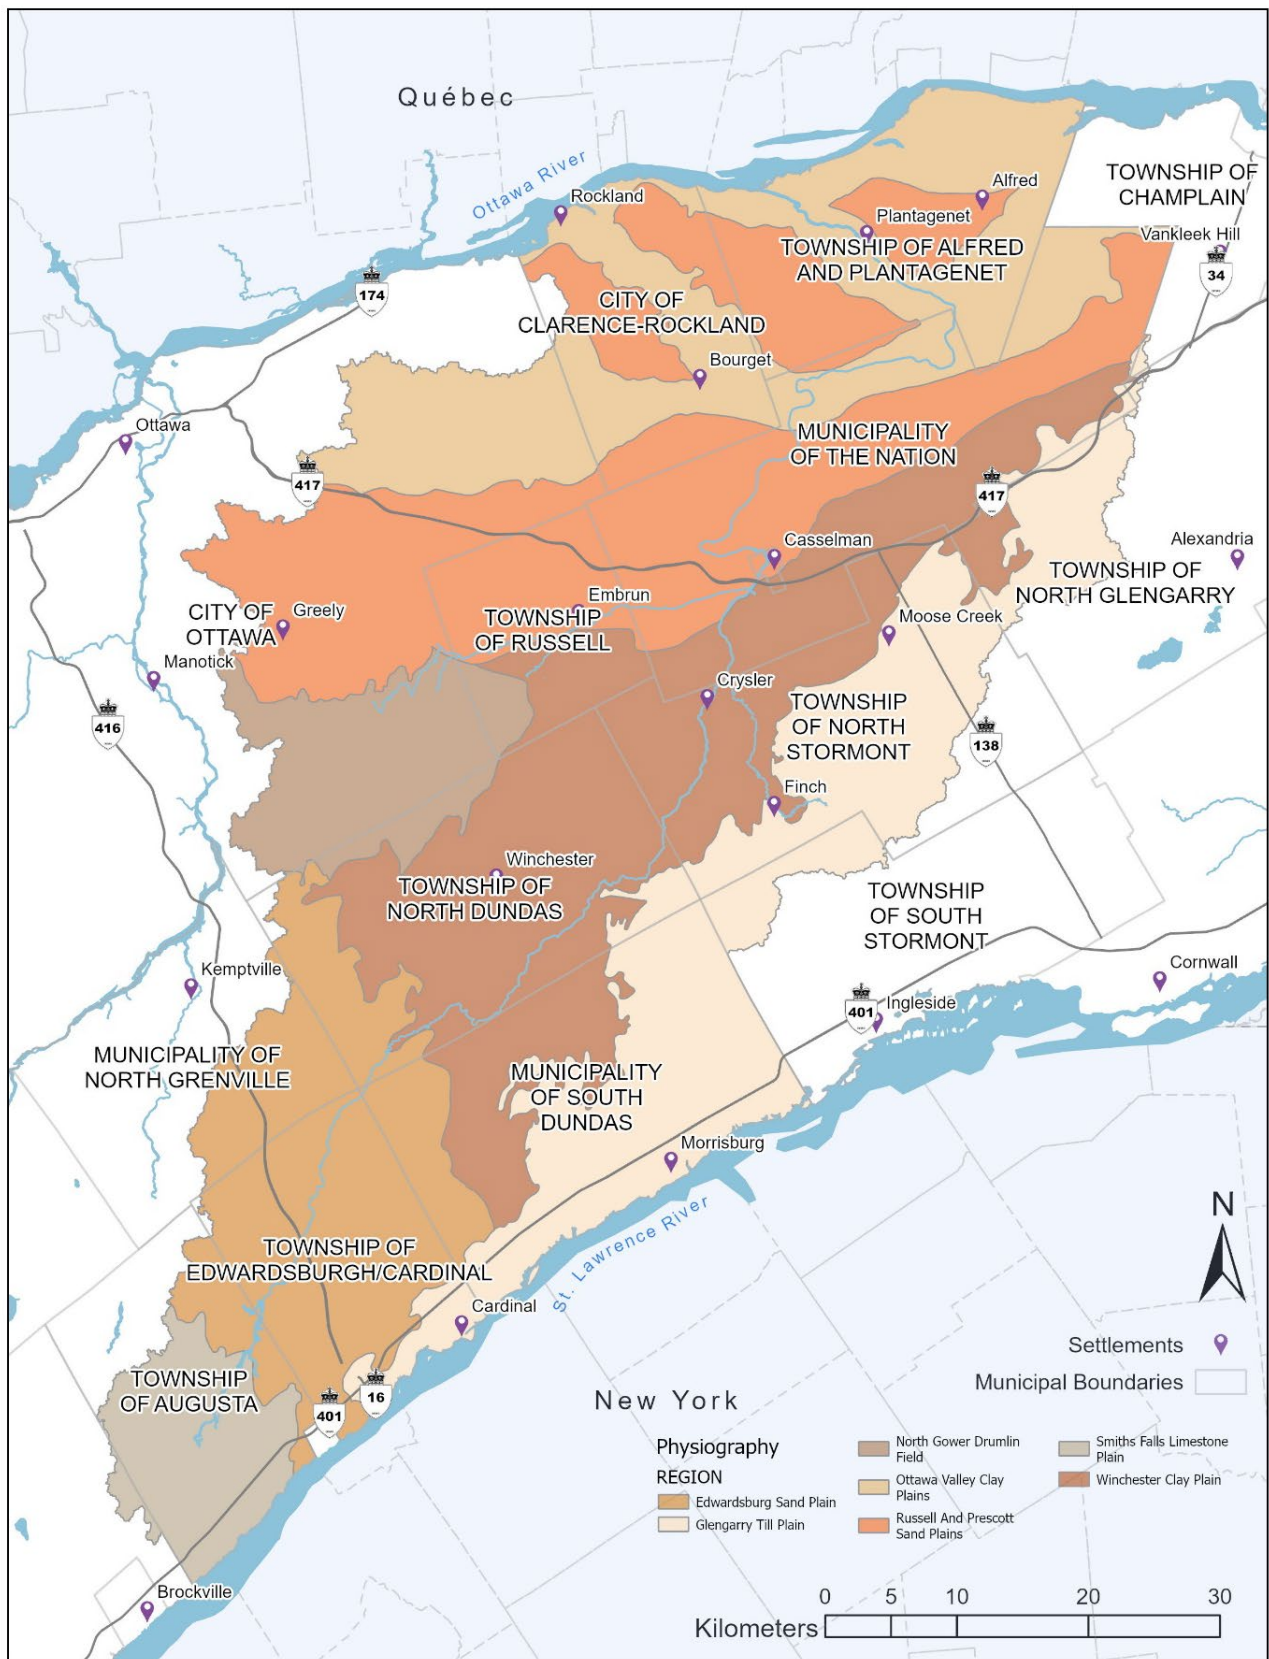 Québec
Ottawa River
Rockland
Alfred
Plantagenet
TOWNSHIP OF
CHAMPLAIN
Vankleek Hill
TOWNSHIP OF ALFRED
AND PLANTAGENET
34
174
CITY OF
CLARENCE-ROCKLAND
Bourget
Ottawa
MUNICIPALITY
OF THE NATION
417
417
Casselman
Alexandria
TOWNSHIP OF
NORTH GLENGARRY
Embrun
CITY OF
OTTAWA
Greely
TOWNSHIP
OF RUSSELL
Moose Creek
Manotick
Crysler
TOWNSHIP
OF NORTH
STORMONT
416
138
Finch
Winchester
TOWNSHIP OF
NORTH DUNDAS
TOWNSHIP
OF SOUTH
STORMONT
Kemptville
Cornwall
401
Ingleside
MUNICIPALITY OF
NORTH GRENVILLE
MUNICIPALITY
OF SOUTH
DUNDAS
Morrisburg
St. Lawrence River
N
TOWNSHIP OF
EDWARDSBURGH/CARDINAL
Cardinal
Settlements
TOWNSHIP
OF AUGUSTA
Municipal Boundaries
16
401
New York
Physiography
REGION
Edwardsburg Sand Plain
Glengarry Till Plain
North Gower Drumlin
Field
Ottawa Valley Clay
Plains
Russell And Prescott
Sand Plains
Smiths Falls Limestone
Plain
Winchester Clay Plain
Brockville
0 5 10 20 30
Kilometers